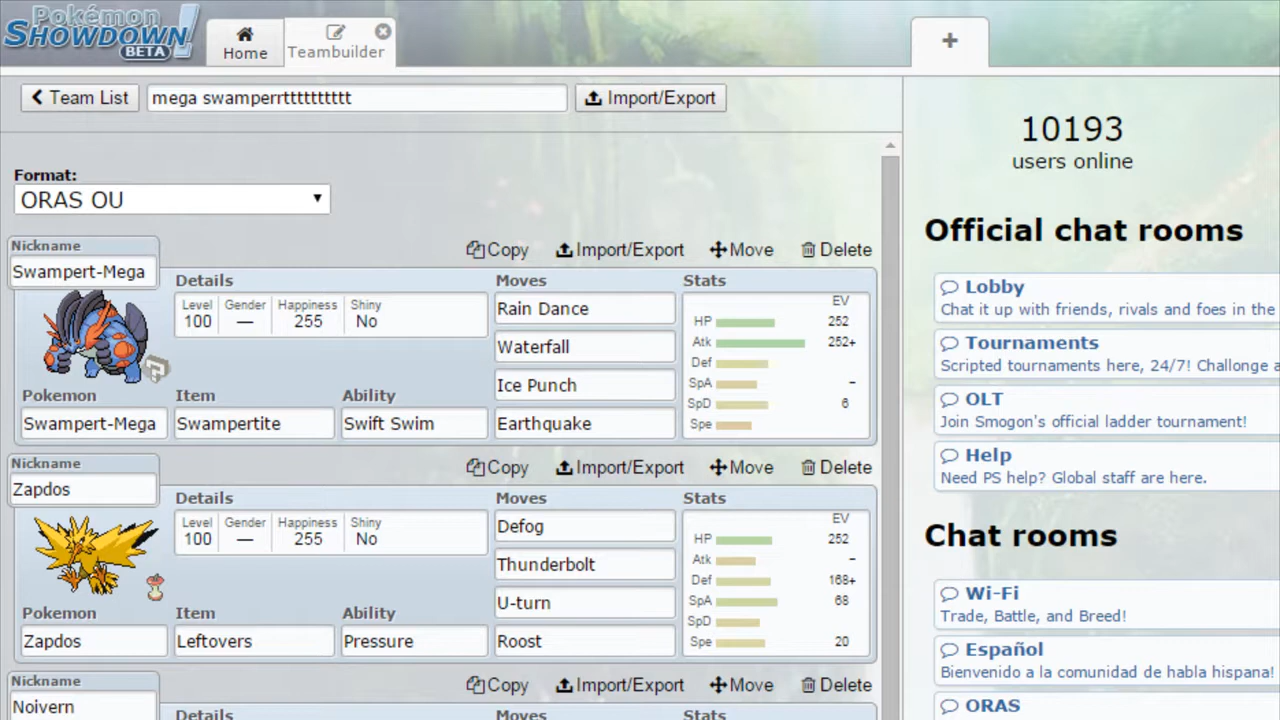 Pokémon
SHOWDOWN!
BETA
Home
Teambuilder
+
Team List
mega swamperrtttttttttt
Import/Export
10193
users online
Format:
ORAS OU
Official chat rooms
Lobby
Chat it up with friends, rivals and foes in the
Tournaments
Scripted tournaments here, 24/7! Challonge a
OLT
Join Smogon's official ladder tournament!
Help
Need PS help? Global staff are here.
Chat rooms
Wi-Fi
Trade, Battle, and Breed!
Español
Bienvenido a la comunidad de habla hispana!
ORAS
Nickname
Swampert-Mega
Copy Import/Export Move Delete
Details
Level Gender Happiness Shiny
100 — 255 No
Pokemon Item Ability
Swampert-Mega Swampertite Swift Swim
Moves
Rain Dance
Waterfall
Ice Punch
Earthquake
Stats
EV
HP 252
Atk 252+
Def
SpA –
SpD 6
Spe
Nickname
Zapdos
Copy Import/Export Move Delete
Details
Level Gender Happiness Shiny
100 — 255 No
Pokemon Item Ability
Zapdos Leftovers Pressure
Moves
Defog
Thunderbolt
U-turn
Roost
Stats
EV
HP 252
Atk –
Def 168+
SpA 68
SpD
Spe 20
Nickname
Noivern
Copy Import/Export Move Delete
Details Moves Stats